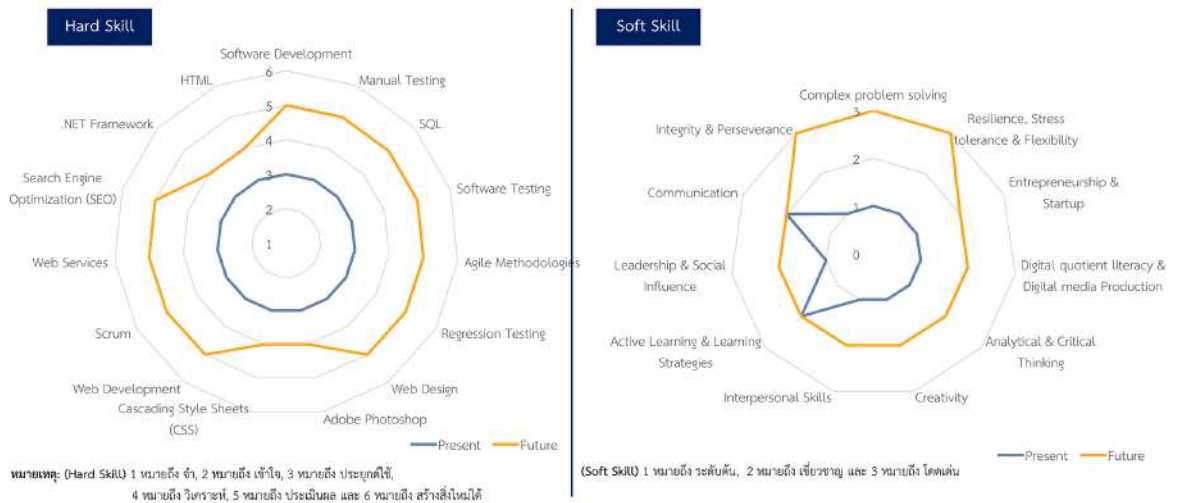 Hard Skill
Software Development
Manual Testing
SQL
Software Testing
Agile Methodologies
Regression Testing
Web Design
Adobe Photoshop
Cascading Style Sheets
(CSS)
Web Development
Scrum
Web Services
Search Engine
Optimization (SEO)
.NET Framework
HTML
6
5
4
3
2
1
Present
Future
หมายเหตุ: (Hard Skill) 1 หมายถึง จำ, 2 หมายถึง เข้าใจ, 3 หมายถึง ประยุกต์ใช้,
4 หมายถึง วิเคราะห์, 5 หมายถึง ประเมินผล และ 6 หมายถึง สร้างสิ่งใหม่ได้
Soft Skill
Complex problem solving
Resilience, Stress
tolerance & Flexibility
Entrepreneurship &
Startup
Digital quotient literacy &
Digital media Production
Analytical & Critical
Thinking
Creativity
Interpersonal Skills
Active Learning & Learning
Strategies
Leadership & Social
Influence
Communication
Integrity & Perseverance
3
2
1
0
Present
Future
(Soft Skill) 1 หมายถึง ระดับต้น, 2 หมายถึง เชี่ยวชาญ และ 3 หมายถึง โดดเด่น